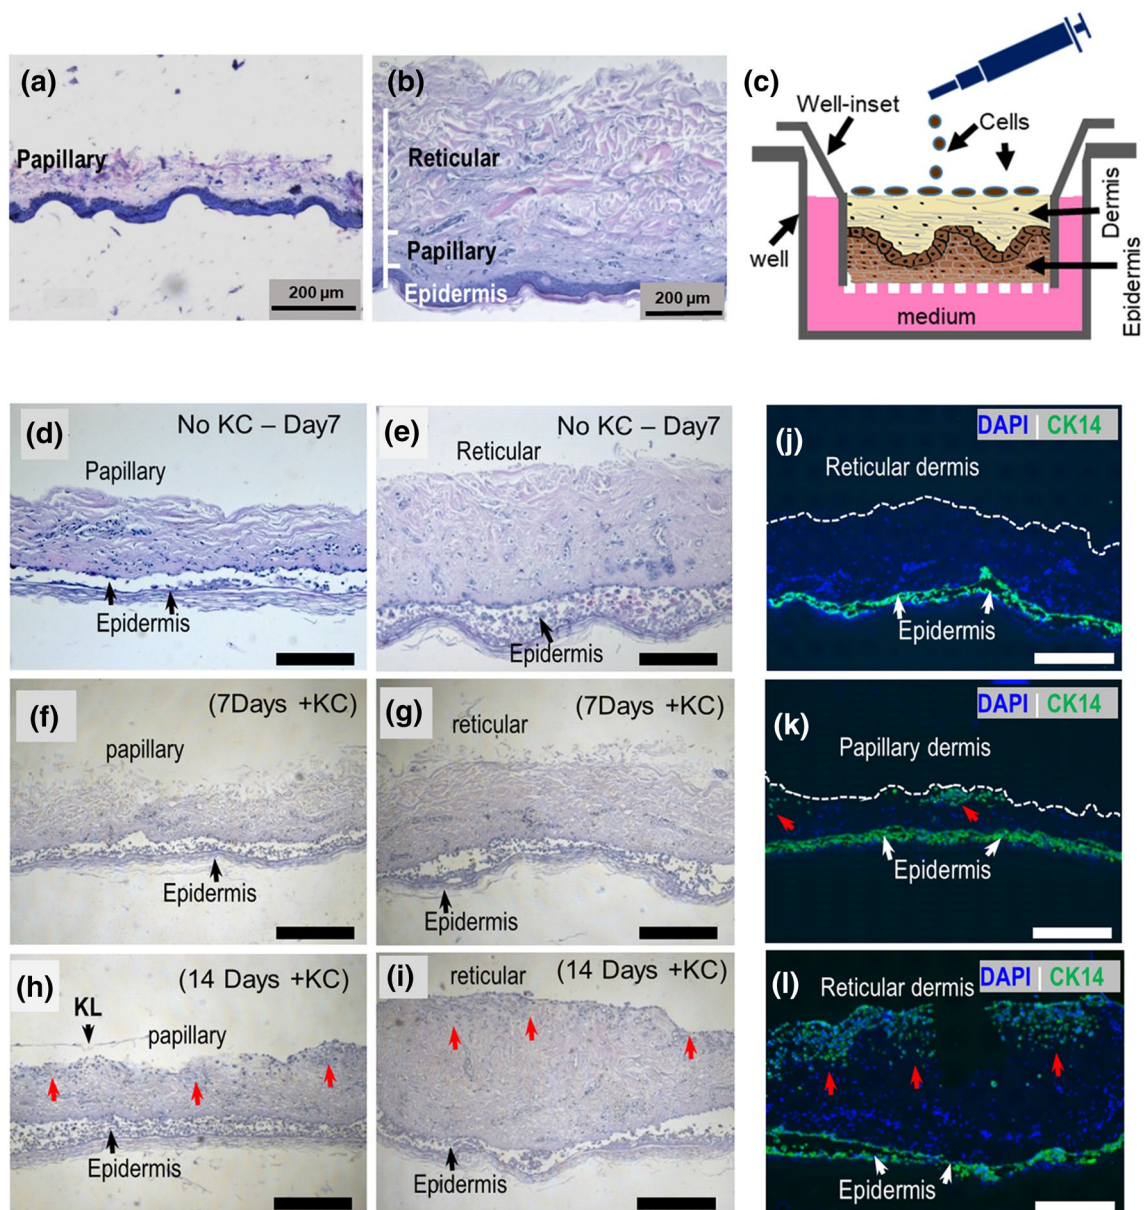 (a)
Papillary
200 µm
(b)
Reticular
Papillary
Epidermis
200 µm
(c)
Well-inset
Cells
well
Dermis
Epidermis
medium
(d)
No KC – Day7
Papillary
Epidermis
(e)
No KC – Day7
Reticular
Epidermis
(j)
DAPI | CK14
Reticular dermis
Epidermis
(f)
(7Days +KC)
papillary
Epidermis
(g)
(7Days +KC)
reticular
Epidermis
(k)
DAPI | CK14
Papillary dermis
Epidermis
(h)
(14 Days +KC)
KL
papillary
Epidermis
(i)
(14 Days +KC)
reticular
Epidermis
(l)
DAPI | CK14
Reticular dermis
Epidermis